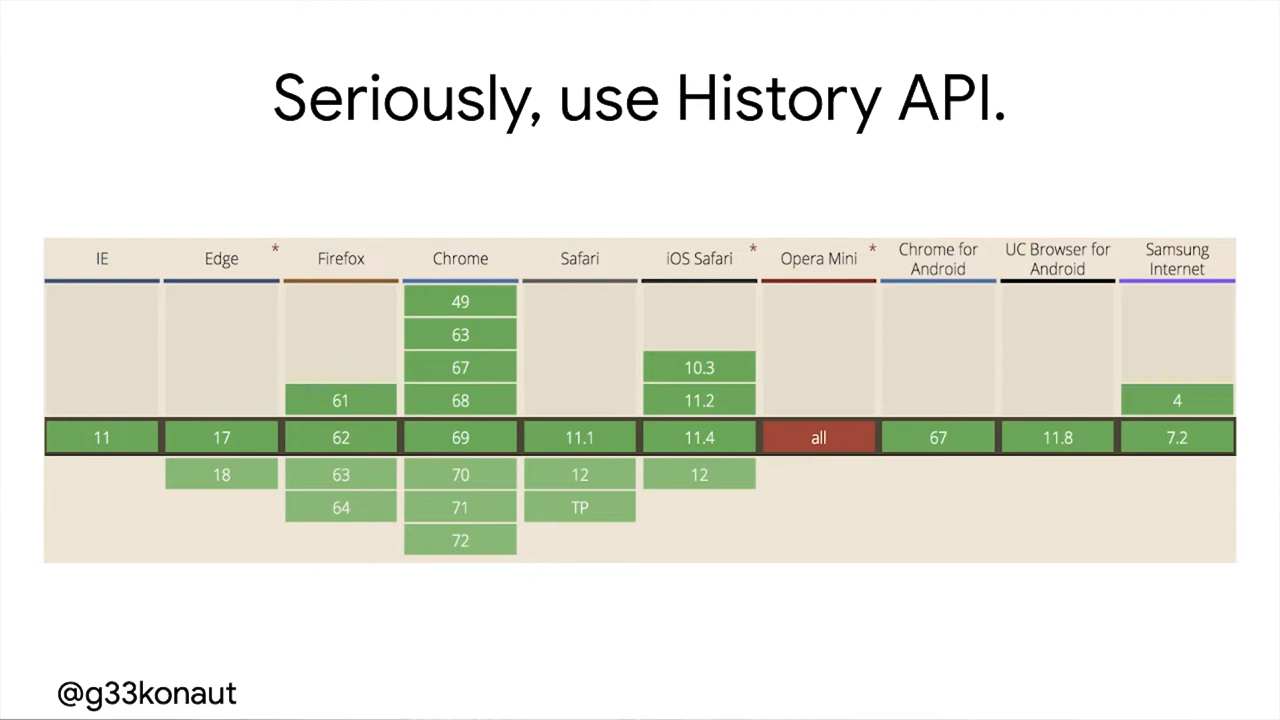 Seriously, use History API.
IE Edge * Firefox Chrome Safari iOS Safari * Opera Mini * Chrome for Android UC Browser for Android Samsung Internet
49
63
67 10.3
61 68 11.2 4
11 17 62 69 11.1 11.4 all 67 11.8 7.2
18 63 70 12 12
64 71 TP
72
@g33konaut